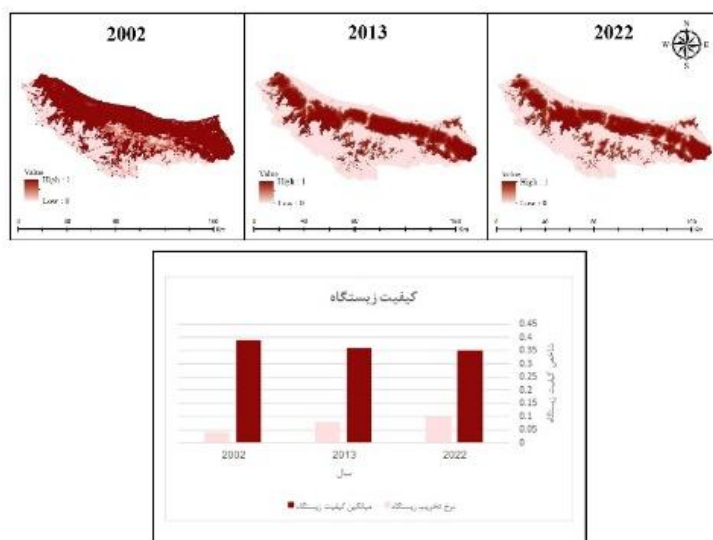 2002
2013
2022
N
W
E
S
Value
High : 1
Low : 0
Value
High : 1
Low : 0
Value
High : 1
Low : 0
Km
کیفیت زیستگاه
0.45
0.4
0.35
0.3
0.25
0.2
0.15
0.1
0.05
0
شاخص کیفیت زیستگاه
2002
2013
2022
سال
نرخ تخریب زیستگاه
میانگین کیفیت زیستگاه